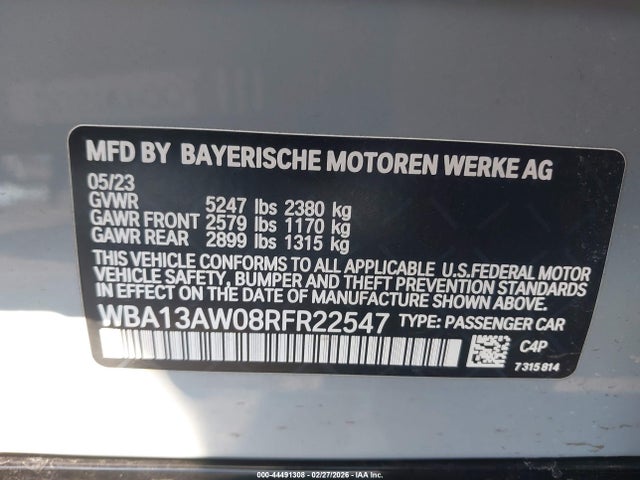 MFD BY BAYERISCHE MOTOREN WERKE AG
05/23
GVWR 5247 lbs 2380 kg
GAWR FRONT 2579 lbs 1170 kg
GAWR REAR 2899 lbs 1315 kg
THIS VEHICLE CONFORMS TO ALL APPLICABLE U.S.FEDERAL MOTOR
VEHICLE SAFETY, BUMPER AND THEFT PREVENTION STANDARDS
IN EFFECT ON THE DATE OF MANUFACTURE SHOWN ABOVE.
WBA13AW08RFR22547 TYPE: PASSENGER CAR
C4P
7315814
000-44491308 - 02/27/2026 - IAAI, INC.